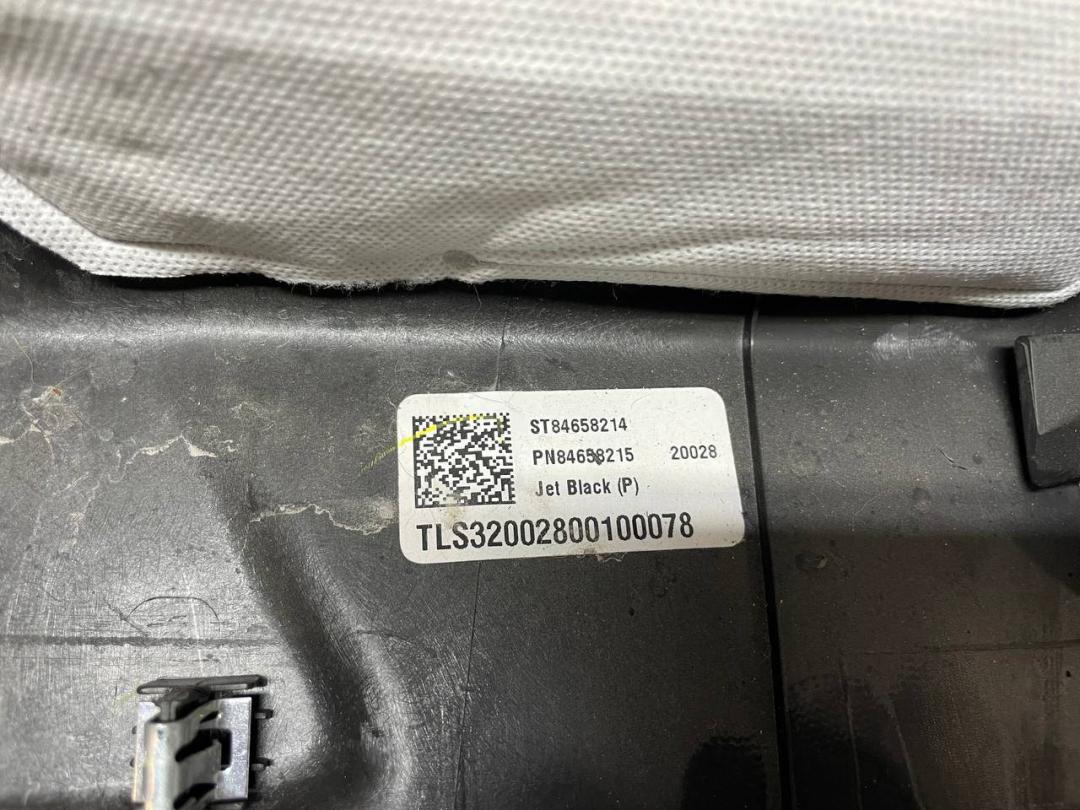 ST84658214
PN84658215 20028
Jet Black (P)
TLS32002800100078